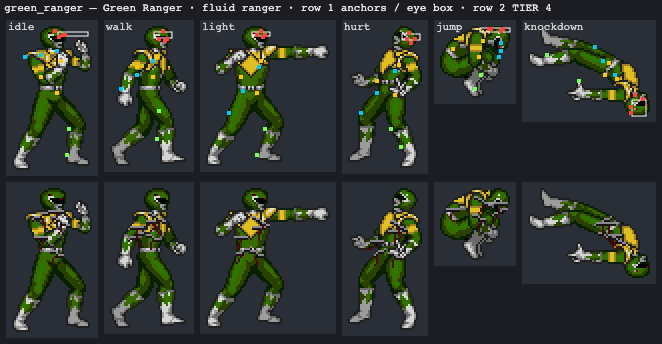 green_ranger — Green Ranger · fluid ranger · row 1 anchors / eye box · row 2 TIER 4
idle walk light hurt jump knockdown